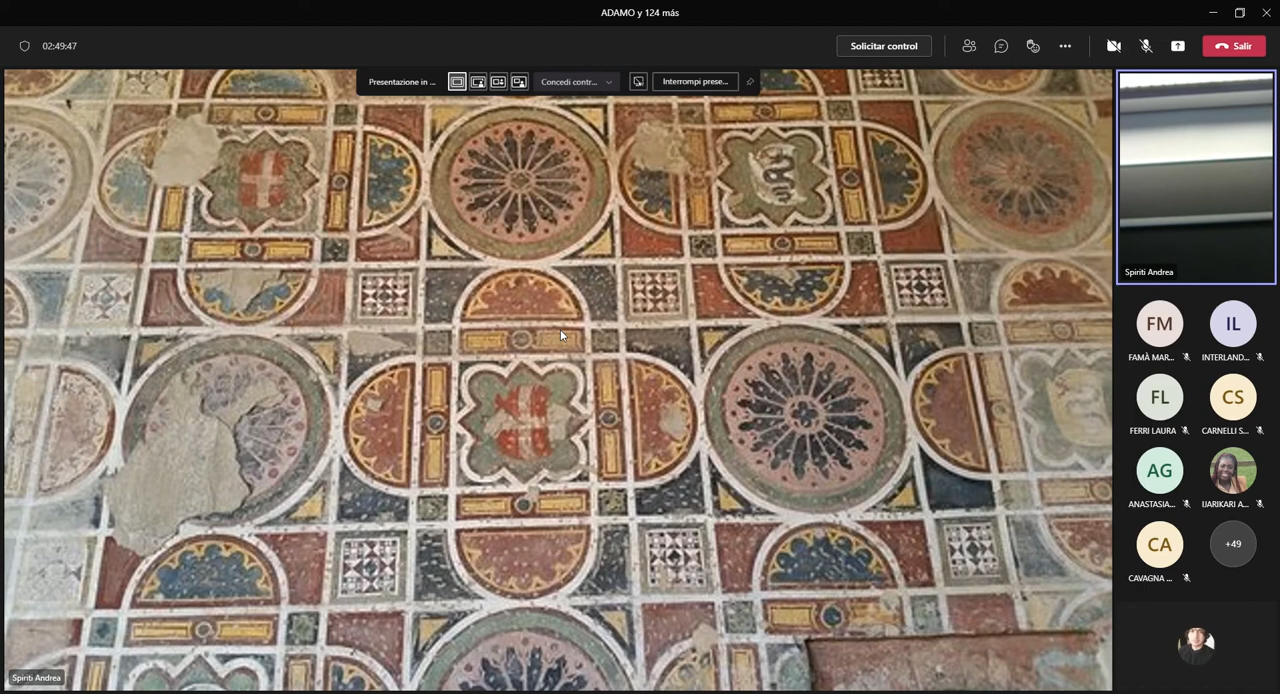 ADAMO y 124 más
02:49:47
Solicitar control
Salir
Presentazione in ...
Concedi contr...
Interrompi prese...
Spiriti Andrea
FM
IL
FAMÀ MAR...
INTERLAND...
FL
CS
FERRI LAURA
CARNELLI S...
AG
ANASTASIA...
IJARIKARI A...
CA
+49
CAVAGNA ...
Spiriti Andrea